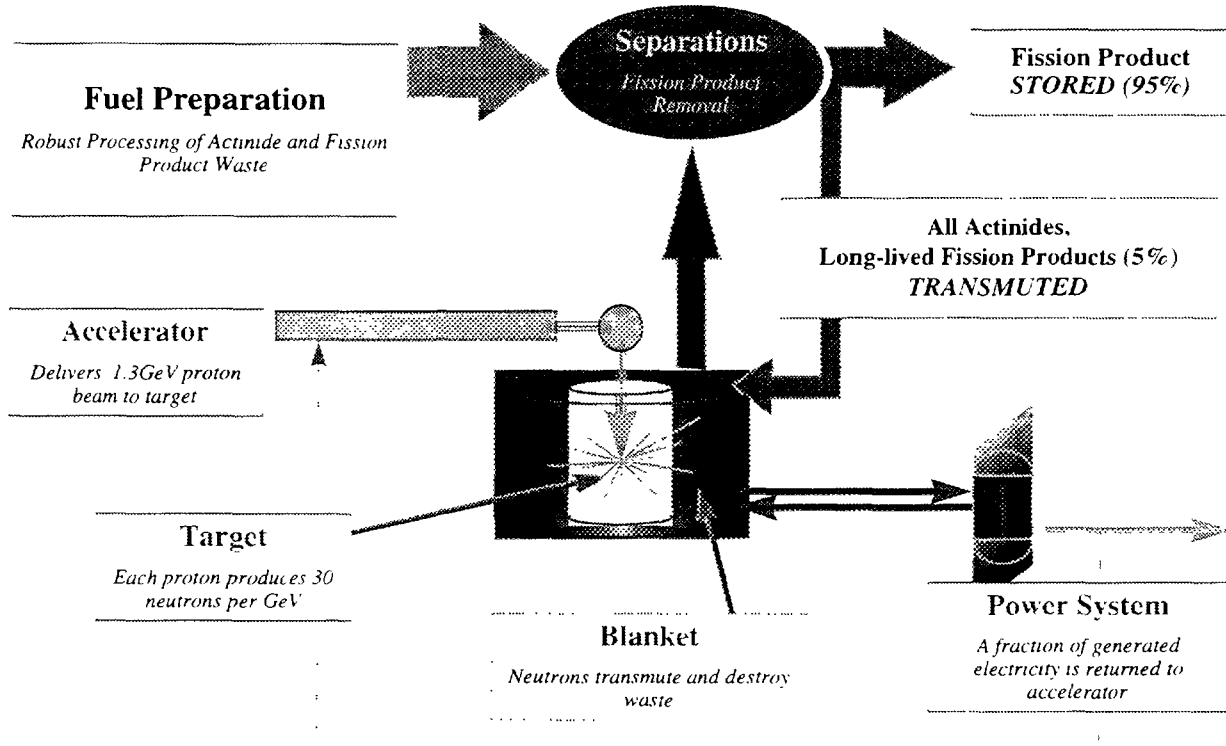 Separations
Fission Product
Removal
Fission Product
STORED (95%)
Fuel Preparation
Robust Processing of Actinide and Fission
Product Waste
All Actinides,
Long-lived Fission Products (5%)
TRANSMUTED
Accelerator
Delivers 1.3GeV proton
beam to target
Target
Each proton produces 30
neutrons per GeV
Blanket
Neutrons transmute and destroy
waste
Power System
A fraction of generated
electricity is returned to
accelerator